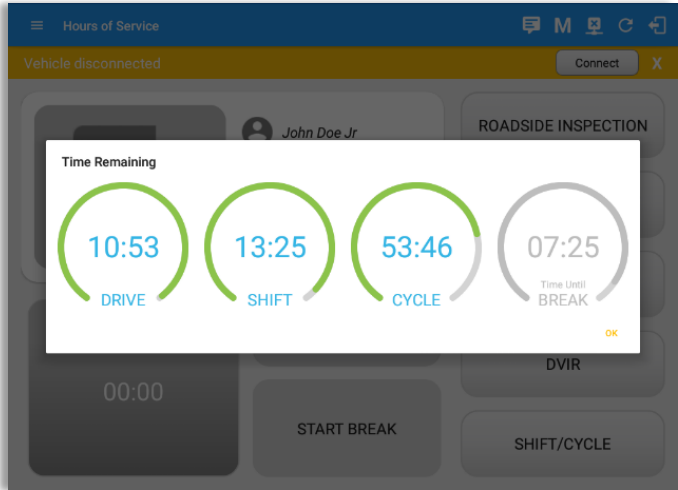 Hours of Service
M
Vehicle disconnected
Connect
X
John Doe Jr
ROADSIDE INSPECTION
Time Remaining
10:53
DRIVE
13:25
SHIFT
53:46
CYCLE
07:25
Time Until
BREAK
OK
DVIR
00:00
START BREAK
SHIFT/CYCLE